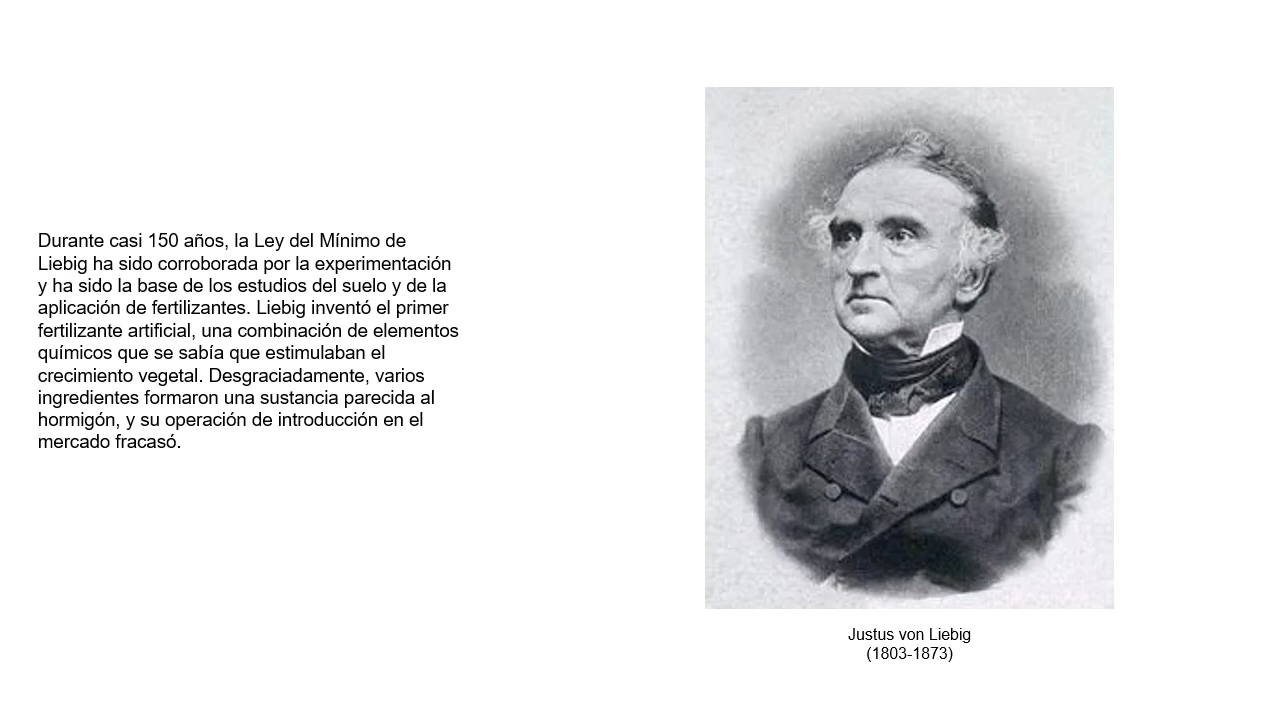 Durante casi 150 años, la Ley del Mínimo de
Liebig ha sido corroborada por la experimentación
y ha sido la base de los estudios del suelo y de la
aplicación de fertilizantes. Liebig inventó el primer
fertilizante artificial, una combinación de elementos
químicos que se sabía que estimulaban el
crecimiento vegetal. Desgraciadamente, varios
ingredientes formaron una sustancia parecida al
hormigón, y su operación de introducción en el
mercado fracasó.
Justus von Liebig
(1803-1873)